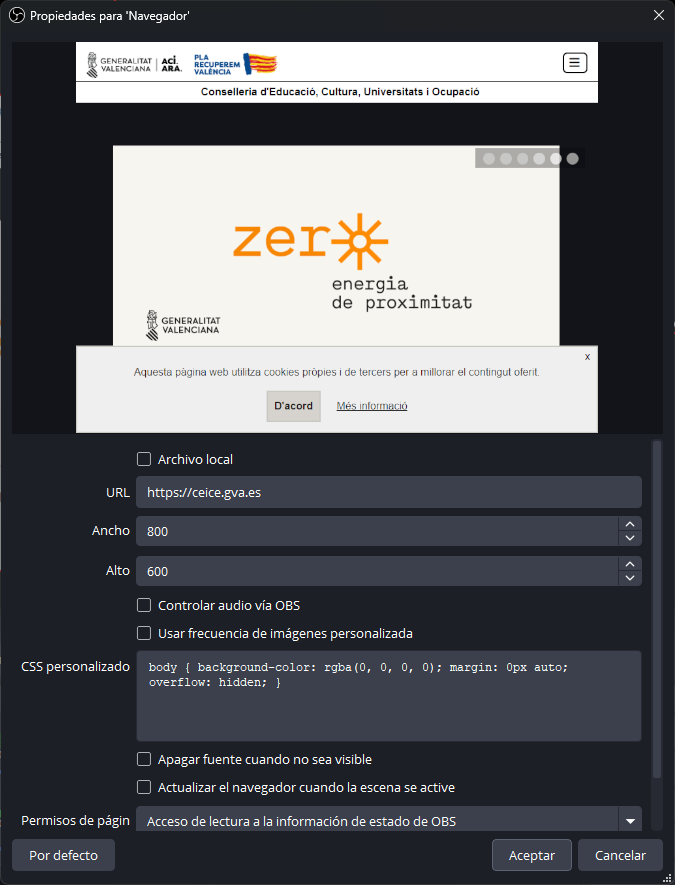 Propiedades para 'Navegador'
GENERALITAT VALENCIANA
ACÍ.
ARA.
PLA
RECUPEREM
VALÈNCIA
Conselleria d'Educació, Cultura, Universitats i Ocupació
zero
energia
de proximitat
GENERALITAT
VALENCIANA
x
Aquesta pàgina web utilitza cookies pròpies i de tercers per a millorar el contingut oferit.
D'acord Més informació
Archivo local
URL https://ceice.gva.es
Ancho 800
Alto 600
Controlar audio vía OBS
Usar frecuencia de imágenes personalizada
CSS personalizado body { background-color: rgba(0, 0, 0, 0); margin: 0px auto;
overflow: hidden; }
Apagar fuente cuando no sea visible
Actualizar el navegador cuando la escena se active
Permisos de págin Acceso de lectura a la información de estado de OBS
Por defecto Aceptar Cancelar